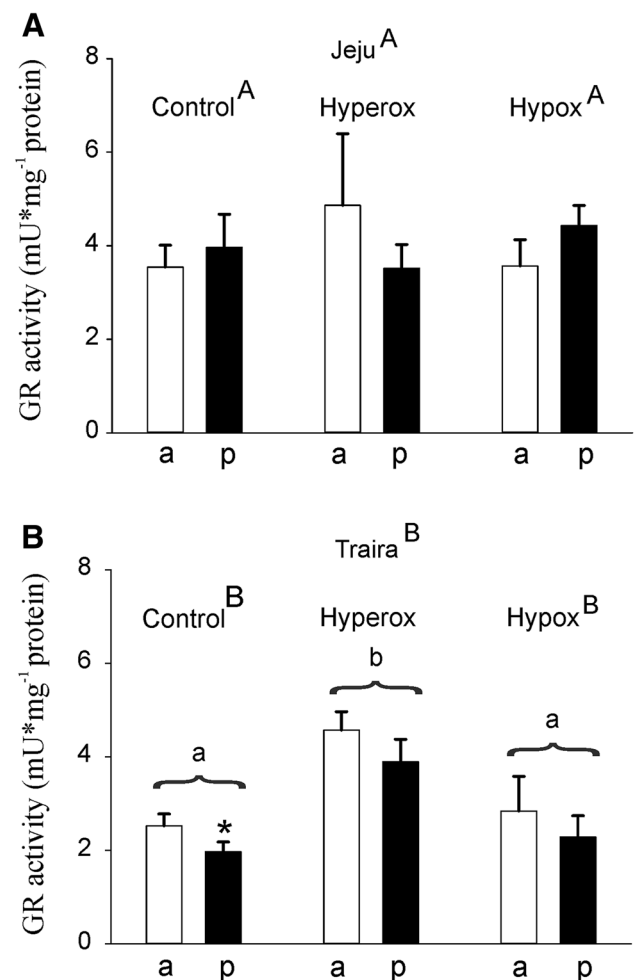 A
Jeju A
Control A Hyperox Hypox A
GR activity (mU*mg-1 protein)
8
6
4
2
0
a p a p a p
B
Traira B
Control B Hyperox Hypox B
GR activity (mU*mg-1 protein)
8
6
4
2
0
b
a a
*
a p a p a p